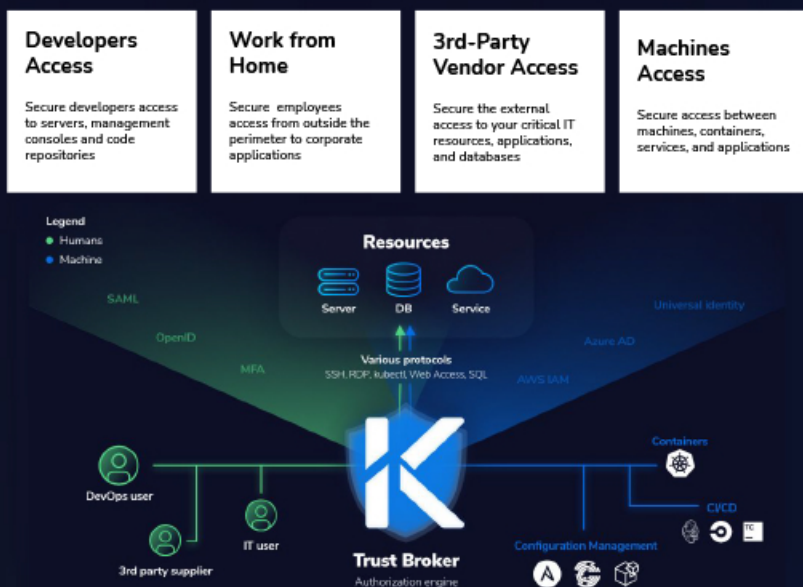 Developers
Access
Secure developers access
to servers, management
consoles and code
repositories
Work from
Home
Secure employees
access from outside the
perimeter to corporate
applications
3rd-Party
Vendor Access
Secure the external
access to your critical IT
resources, applications,
and databases
Machines
Access
Secure access between
machines, containers,
services, and applications
Legend
Humans
Machine
Resources
Server
DB
Service
SAML
OpenID
MFA
Universal identity
Azure AD
AWS IAM
Various protocols
SSH, RDP, kubectl, Web Access, SQL
DevOps user
3rd party supplier
IT user
K
Trust Broker
Authorization engine
Containers
CI/CD
TC
Configuration Management
A